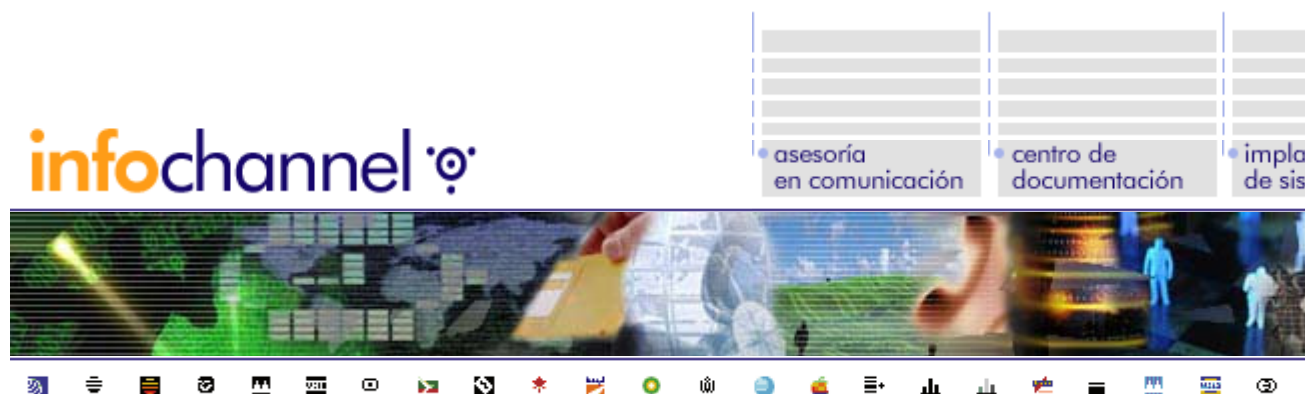 infochannel
asesoría
en comunicación
centro de
documentación
impla
de sis